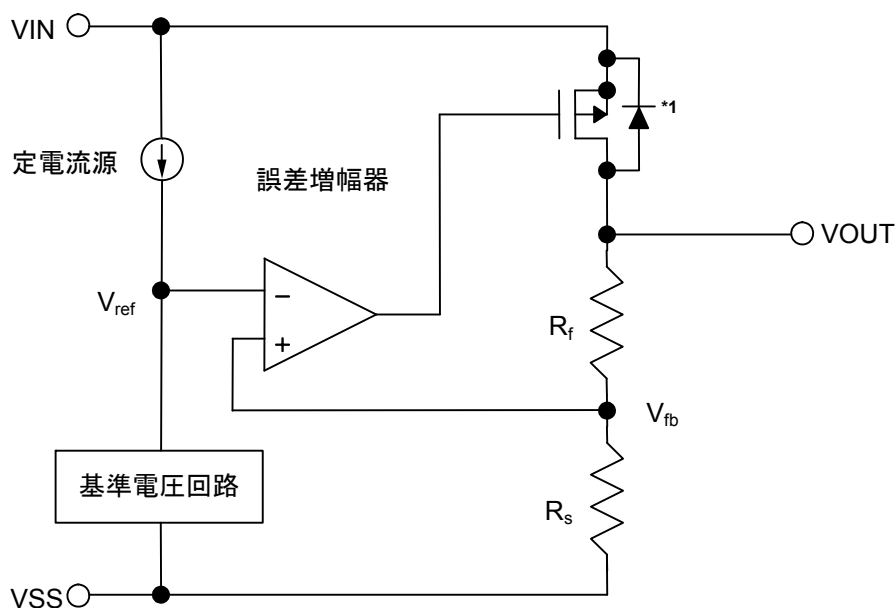 VIN
*1
定電流源
誤差増幅器
VOUT
Vref
−
+
Rf
Vfb
基準電圧回路
Rs
VSS